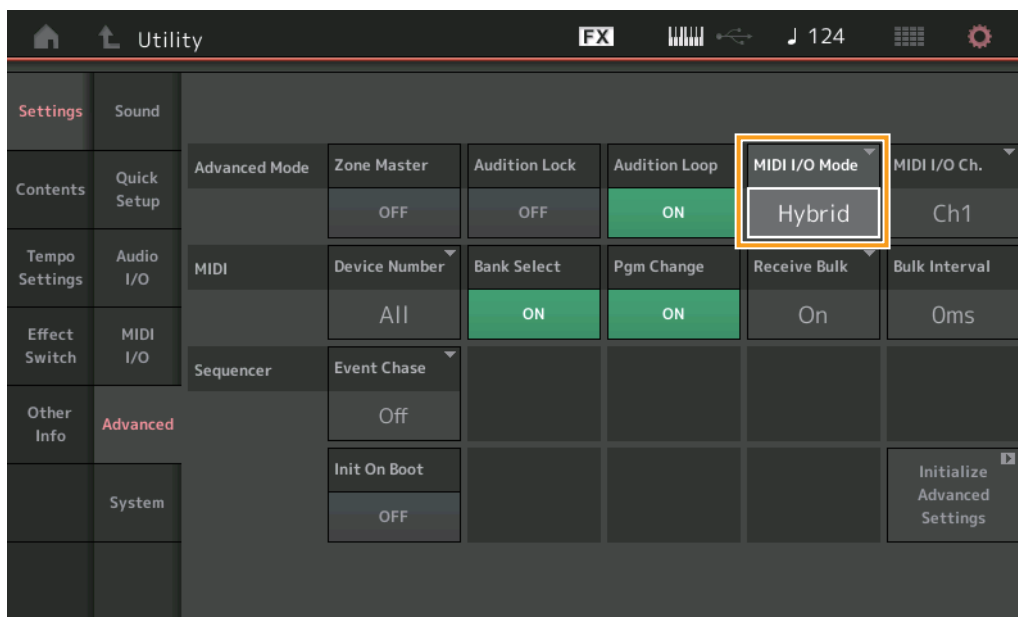 Utility FX 124
Settings Sound
Contents Quick Setup
Advanced Mode Zone Master Audition Lock Audition Loop MIDI I/O Mode MIDI I/O Ch.
OFF OFF ON Hybrid Ch1
Tempo Settings Audio I/O
MIDI Device Number Bank Select Pgm Change Receive Bulk Bulk Interval
All ON ON On 0ms
Effect Switch MIDI I/O
Sequencer Event Chase
Off
Other Info Advanced
Init On Boot Initialize Advanced Settings
OFF
System